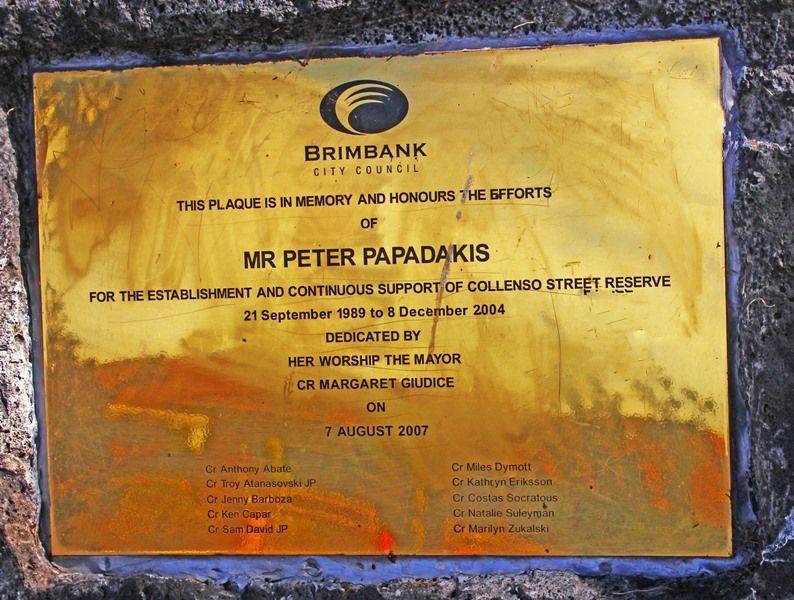 BRIMBANK
CITY COUNCIL
THIS PLAQUE IS IN MEMORY AND HONOURS THE EFFORTS
OF
MR PETER PAPADAKIS
FOR THE ESTABLISHMENT AND CONTINUOUS SUPPORT OF COLLENSO STREET RESERVE
21 September 1989 to 8 December 2004
DEDICATED BY
HER WORSHIP THE MAYOR
CR MARGARET GIUDICE
ON
7 AUGUST 2007
Cr Anthony Abate
Cr Troy Atanasovski JP
Cr Jenny Barboza
Cr Ken Capar
Cr Sam David JP
Cr Miles Dymott
Cr Kathryn Eriksson
Cr Costas Socratous
Cr Natalie Suleyman
Cr Marilyn Zukalski